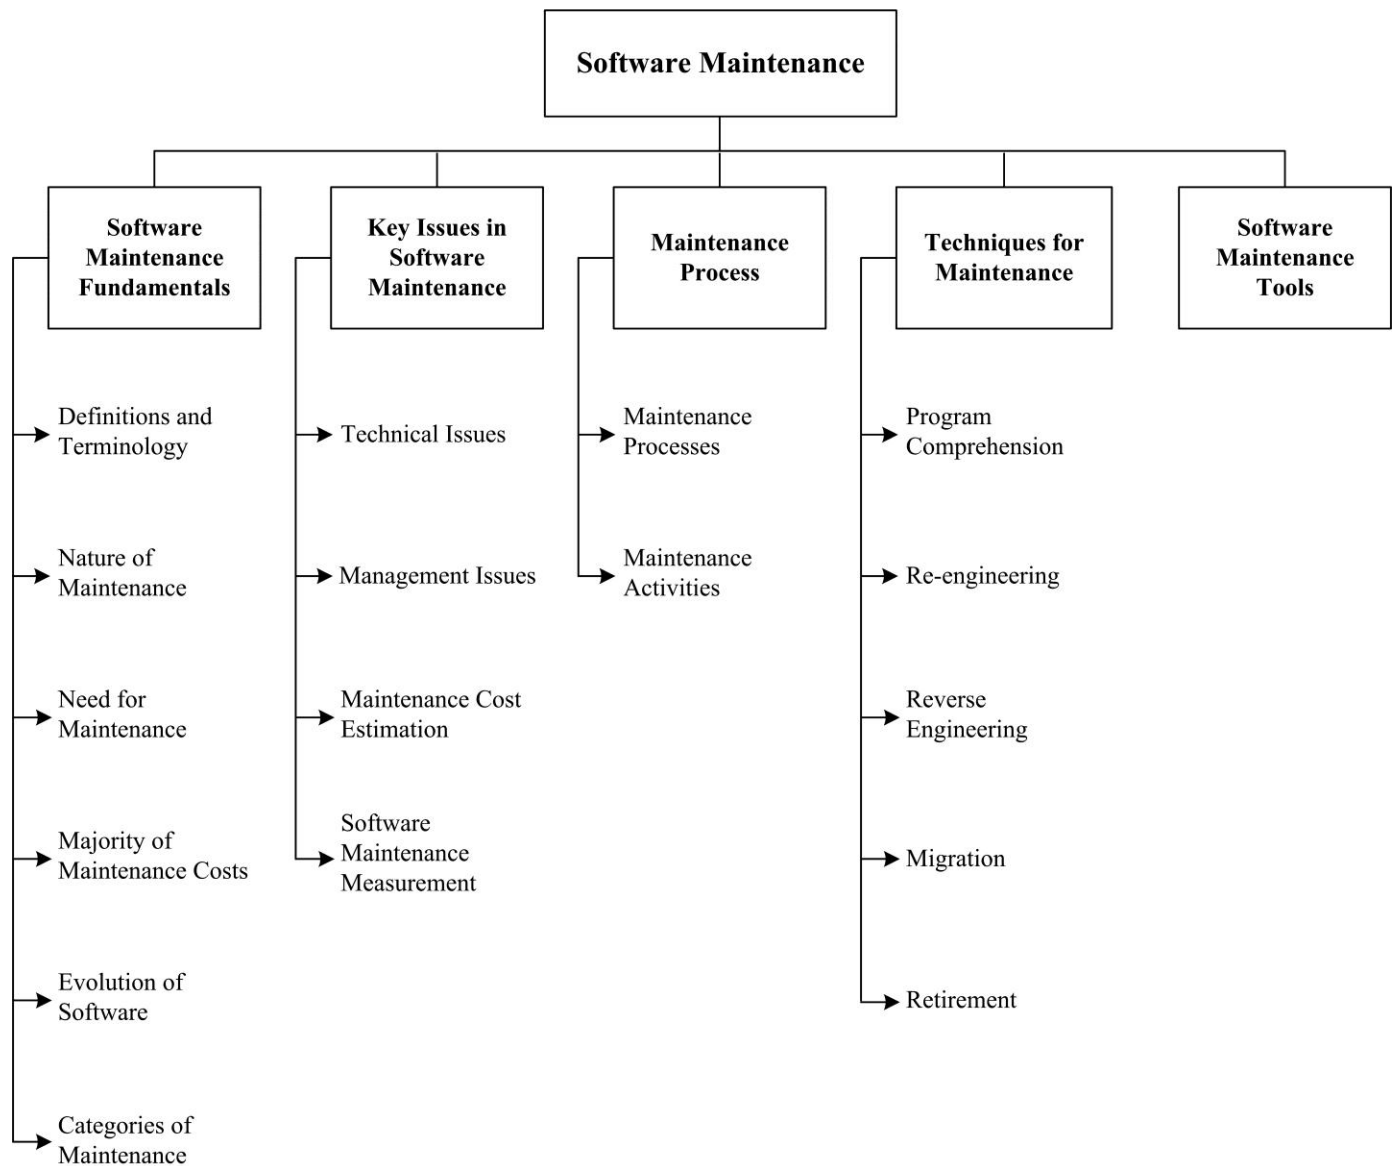 Software Maintenance
Software
Maintenance
Fundamentals
Key Issues in
Software
Maintenance
Maintenance
Process
Techniques for
Maintenance
Software
Maintenance
Tools
Definitions and
Terminology
Nature of
Maintenance
Need for
Maintenance
Majority of
Maintenance Costs
Evolution of
Software
Categories of
Maintenance
Technical Issues
Management Issues
Maintenance Cost
Estimation
Software
Maintenance
Measurement
Maintenance
Processes
Maintenance
Activities
Program
Comprehension
Re-engineering
Reverse
Engineering
Migration
Retirement